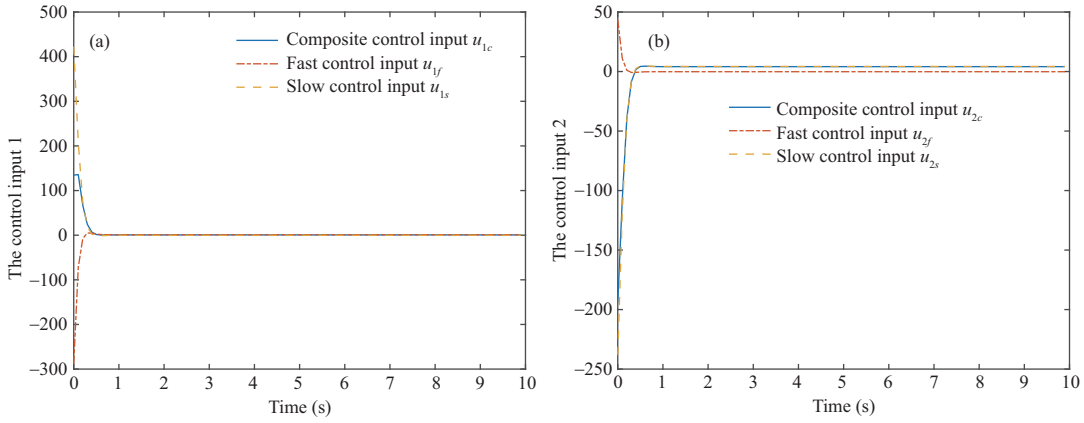 (a)
Composite control input u1c
Fast control input u1f
Slow control input u1s
500
400
300
200
100
0
−100
−200
−300
The control input 1
0 1 2 3 4 5 6 7 8 9 10
Time (s)
(b)
Composite control input u2c
Fast control input u2f
Slow control input u2s
50
0
−50
−100
−150
−200
−250
The control input 2
0 1 2 3 4 5 6 7 8 9 10
Time (s)